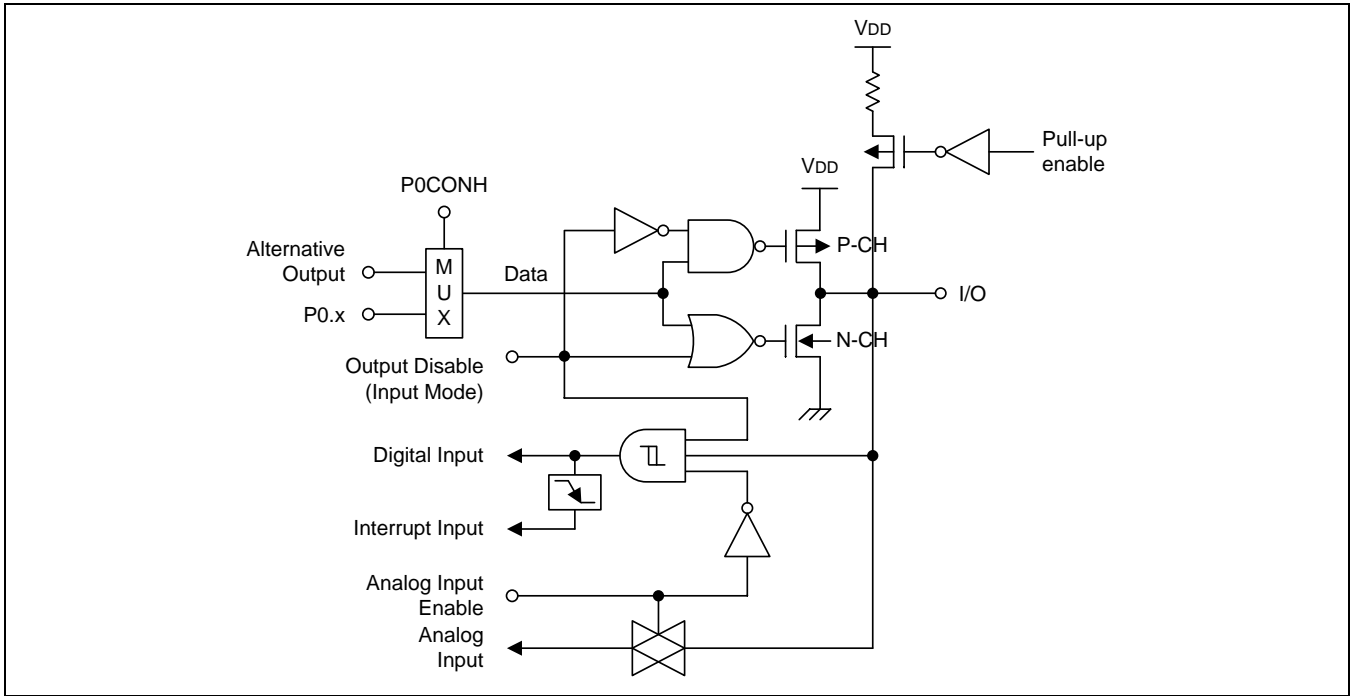 VDD
Pull-up
enable
VDD
P0CONH
P-CH
Alternative
Output
M
U
X
Data
I/O
P0.x
N-CH
Output Disable
(Input Mode)
Digital Input
Interrupt Input
Analog Input
Enable
Analog
Input